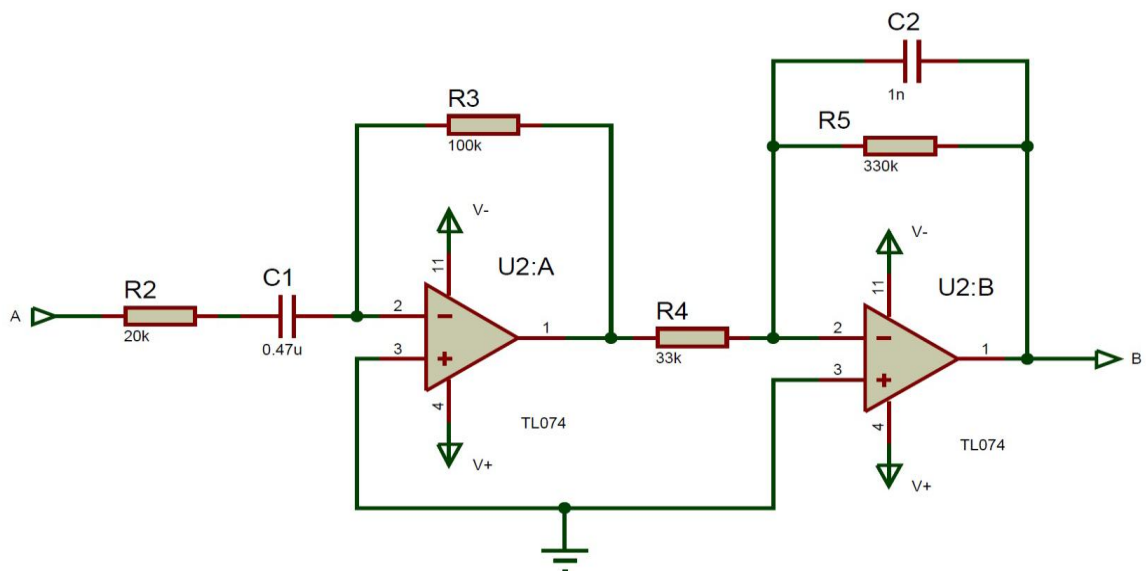 C2
1n
R3
100k
R5
330k
V-
V-
11
U2:A
11
U2:B
C1
R2
A
20k
0.47u
2
3
1
R4
33k
2
3
1
B
4
TL074
V+
4
TL074
V+